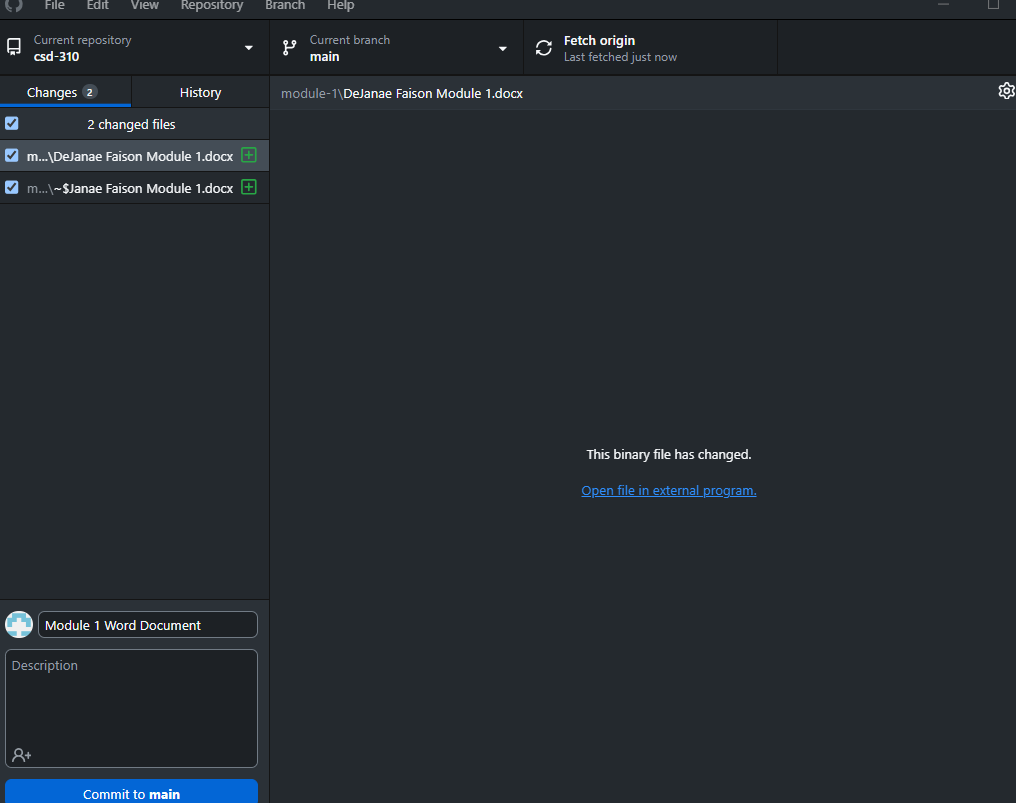 File Edit View Repository Branch Help
Current repository
csd-310
Current branch
main
Fetch origin
Last fetched just now
Changes 2
History
module-1\DeJanae Faison Module 1.docx
2 changed files
m...\DeJanae Faison Module 1.docx
m...\~$Janae Faison Module 1.docx
This binary file has changed.
Open file in external program.
Module 1 Word Document
Description
Commit to main